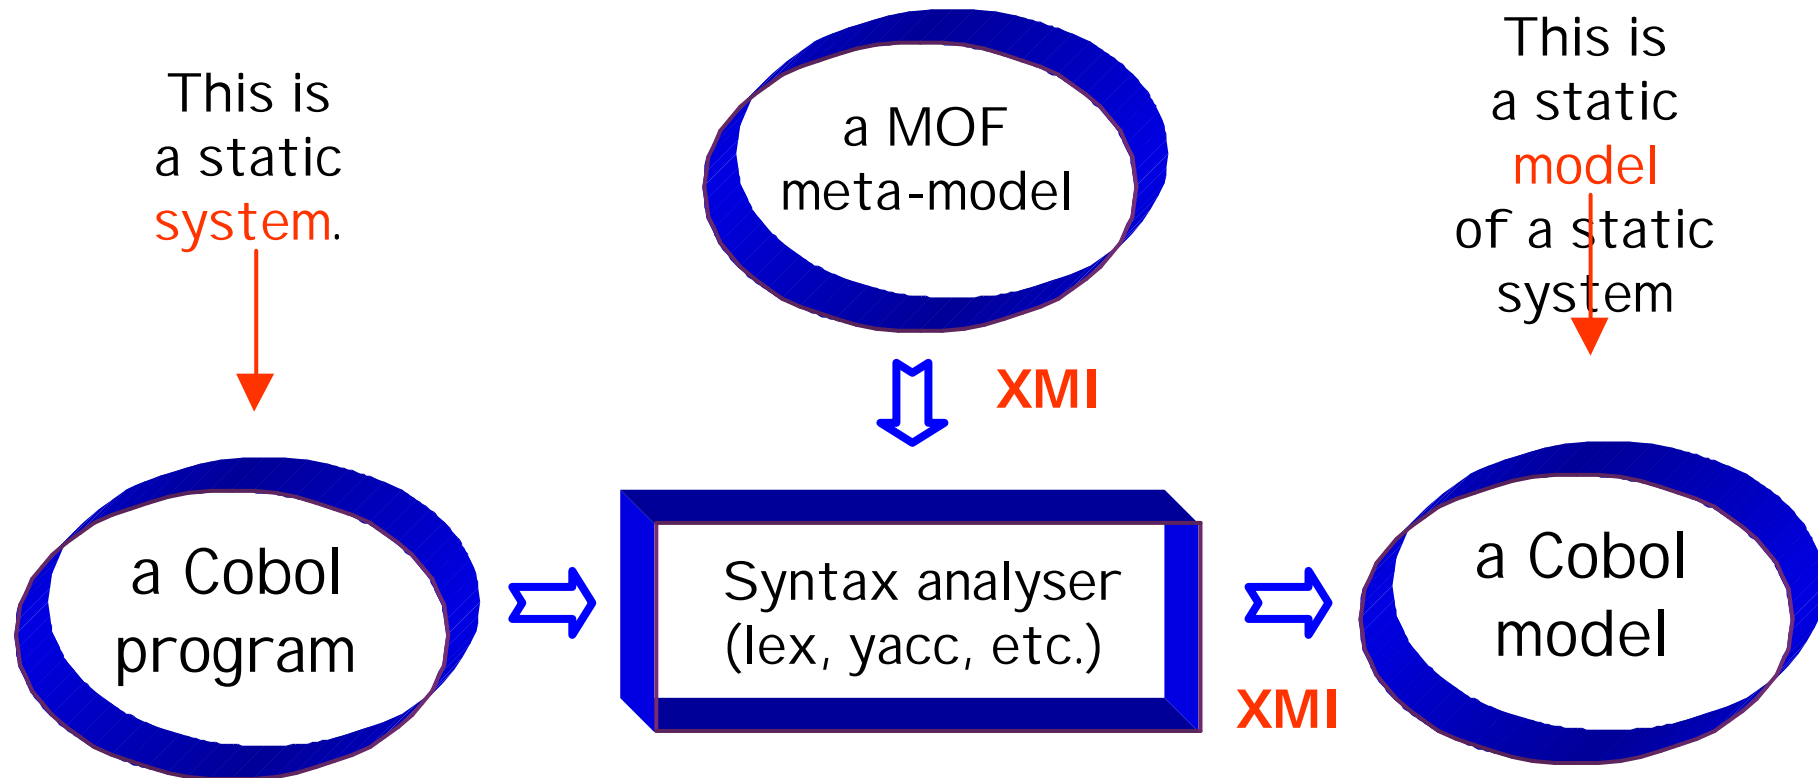 This is
a static
system.
a MOF
meta-model
This is
a static
model
of a static
system
XMI
a Cobol
program
Syntax analyser
(lex, yacc, etc.)
a Cobol
model
XMI